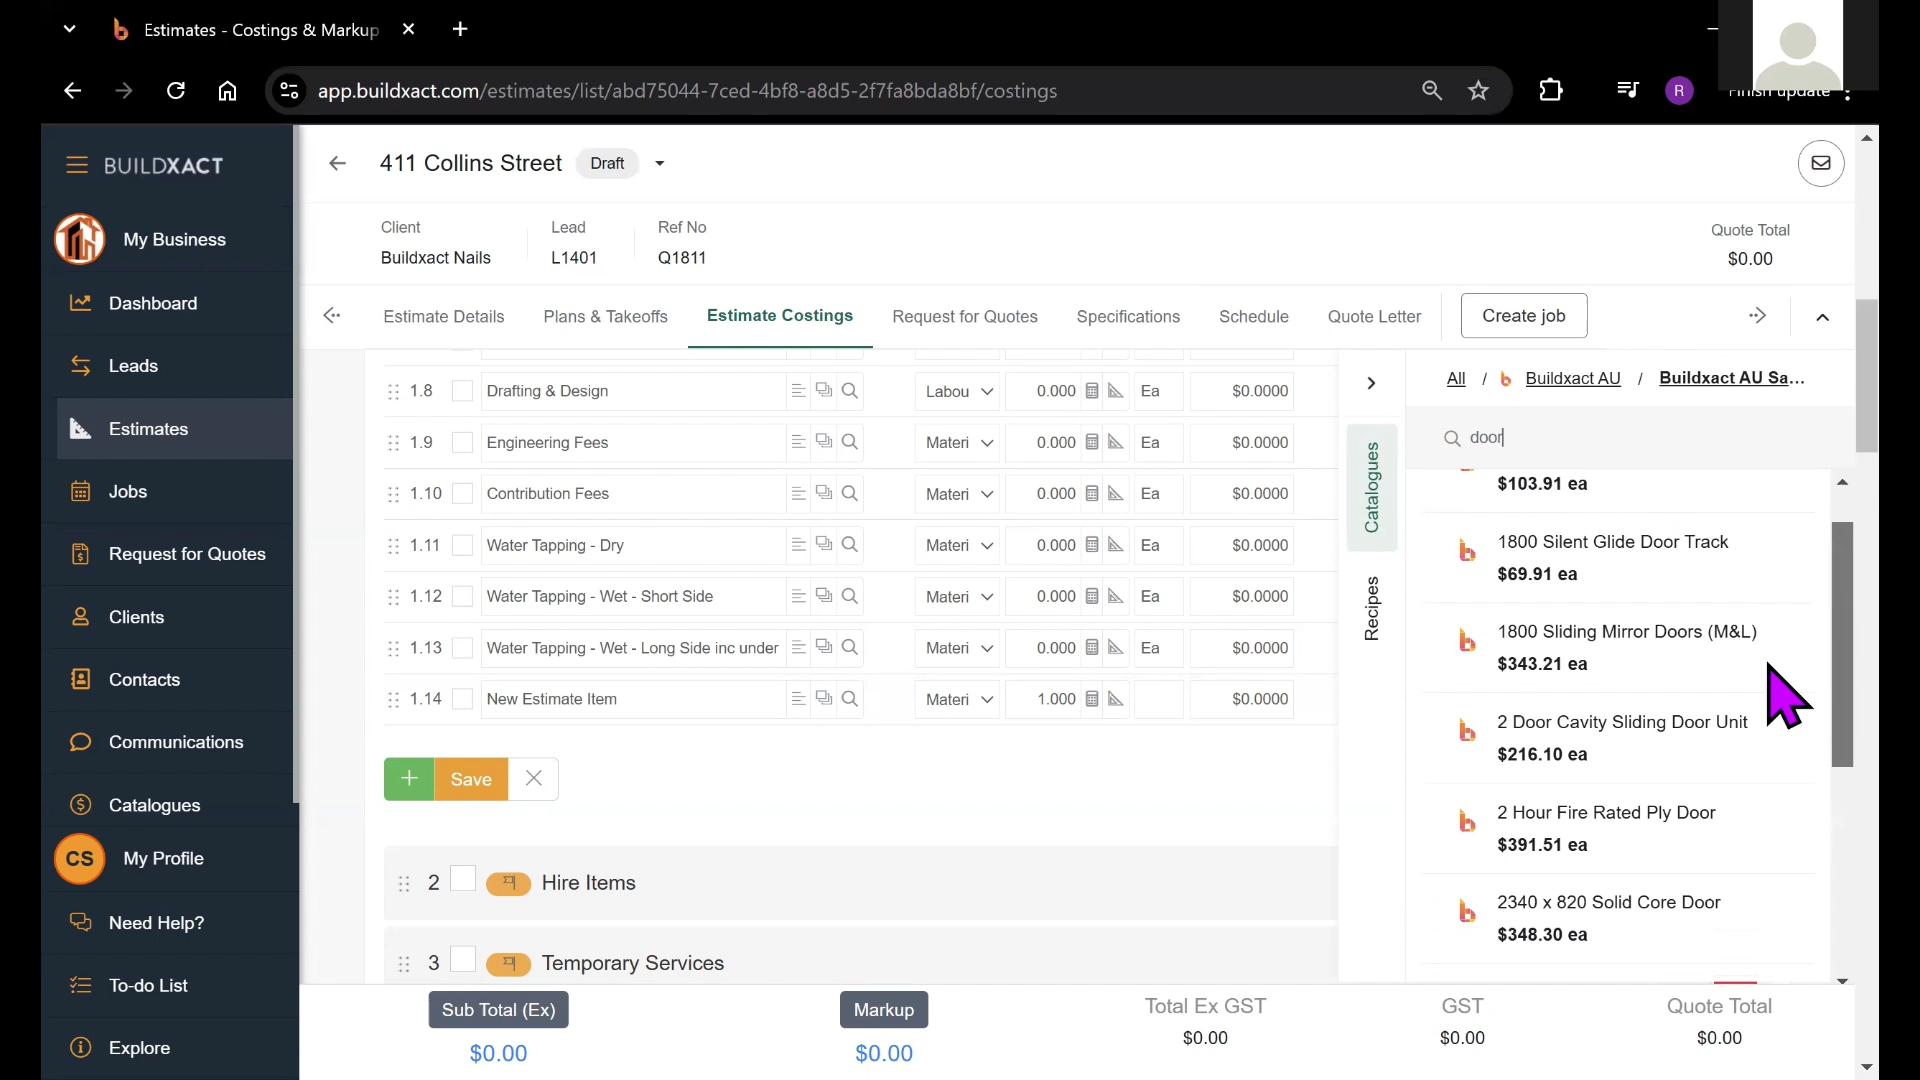 Estimates - Costings & Markup
app.buildxact.com/estimates/list/abd75044-7ced-4bf8-a8d5-2f7fa8bda8bf/costings
R
Finish update
BUILDXACT
My Business
Dashboard
Leads
Estimates
Jobs
Request for Quotes
Clients
Contacts
Communications
Catalogues
CS
My Profile
Need Help?
To-do List
Explore
411 Collins Street
Draft
Client
Lead
Ref No
Buildxact Nails
L1401
Q1811
Quote Total
$0.00
Estimate Details
Plans & Takeoffs
Estimate Costings
Request for Quotes
Specifications
Schedule
Quote Letter
Create job
1.8 Drafting & Design Labou 0.000 Ea $0.0000
1.9 Engineering Fees Materi 0.000 Ea $0.0000
1.10 Contribution Fees Materi 0.000 Ea $0.0000
1.11 Water Tapping - Dry Materi 0.000 Ea $0.0000
1.12 Water Tapping - Wet - Short Side Materi 0.000 Ea $0.0000
1.13 Water Tapping - Wet - Long Side inc under Materi 0.000 Ea $0.0000
1.14 New Estimate Item Materi 1.000 $0.0000
+ Save
2 Hire Items
3 Temporary Services
Catalogues
Recipes
All / Buildxact AU / Buildxact AU Sa...
door
$103.91 ea
1800 Silent Glide Door Track
$69.91 ea
1800 Sliding Mirror Doors (M&L)
$343.21 ea
2 Door Cavity Sliding Door Unit
$216.10 ea
2 Hour Fire Rated Ply Door
$391.51 ea
2340 x 820 Solid Core Door
$348.30 ea
Sub Total (Ex)
$0.00
Markup
$0.00
Total Ex GST
$0.00
GST
$0.00
Quote Total
$0.00